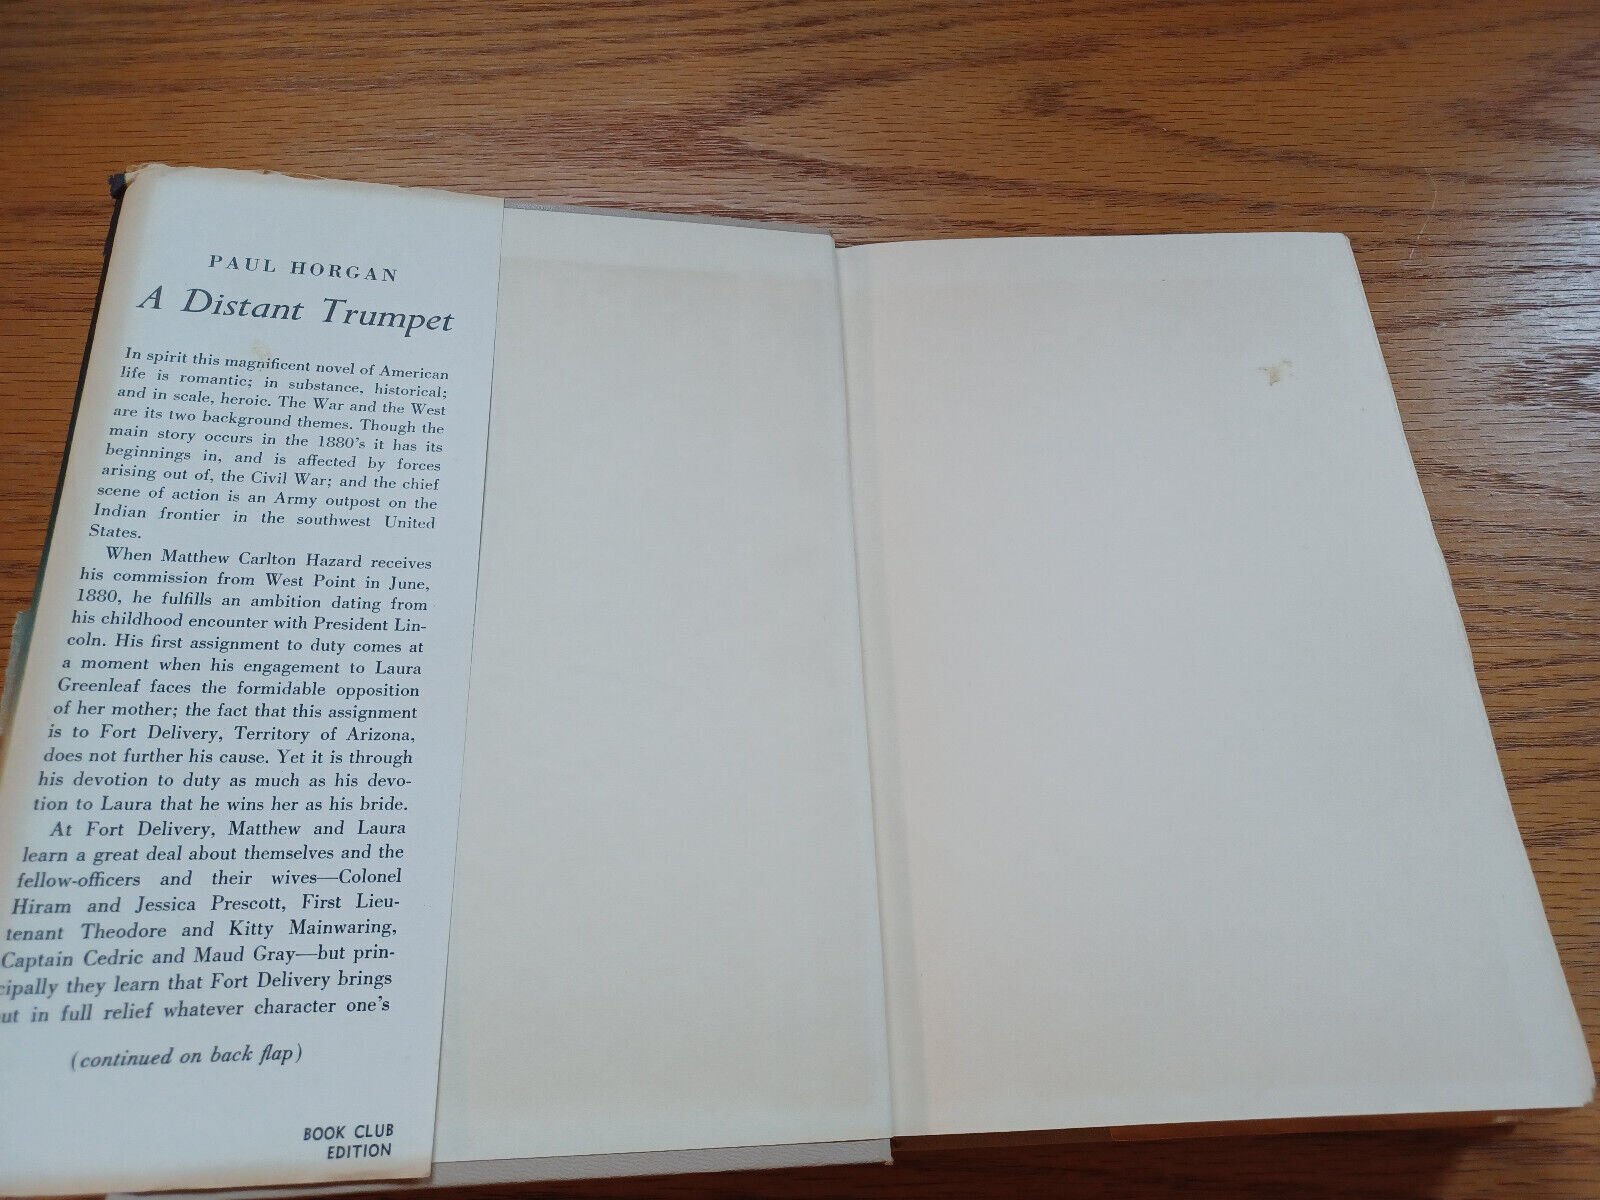 PAUL HORGAN
A Distant Trumpet
In spirit this magnificent novel of American
life is romantic; in substance, historical;
and in scale, heroic. The War and the West
are its two background themes. Though the
main story occurs in the 1880's it has its
beginnings in, and is affected by forces
arising out of, the Civil War; and the chief
scene of action is an Army outpost on the
Indian frontier in the southwest United
States.
When Matthew Carlton Hazard receives
his commission from West Point in June,
1880, he fulfills an ambition dating from
his childhood encounter with President Lin-
coln. His first assignment to duty comes at
a moment when his engagement to Laura
Greenleaf faces the formidable opposition
of her mother; the fact that this assignment
is to Fort Delivery, Territory of Arizona,
does not further his cause. Yet it is through
his devotion to duty as much as his devo-
tion to Laura that he wins her as his bride.
At Fort Delivery, Matthew and Laura
learn a great deal about themselves and the
fellow-officers and their wives—Colonel
Hiram and Jessica Prescott, First Lieu-
tenant Theodore and Kitty Mainwaring,
Captain Cedric and Maud Gray—but prin-
cipally they learn that Fort Delivery brings
ut in full relief whatever character one's
(continued on back flap)
BOOK CLUB
EDITION